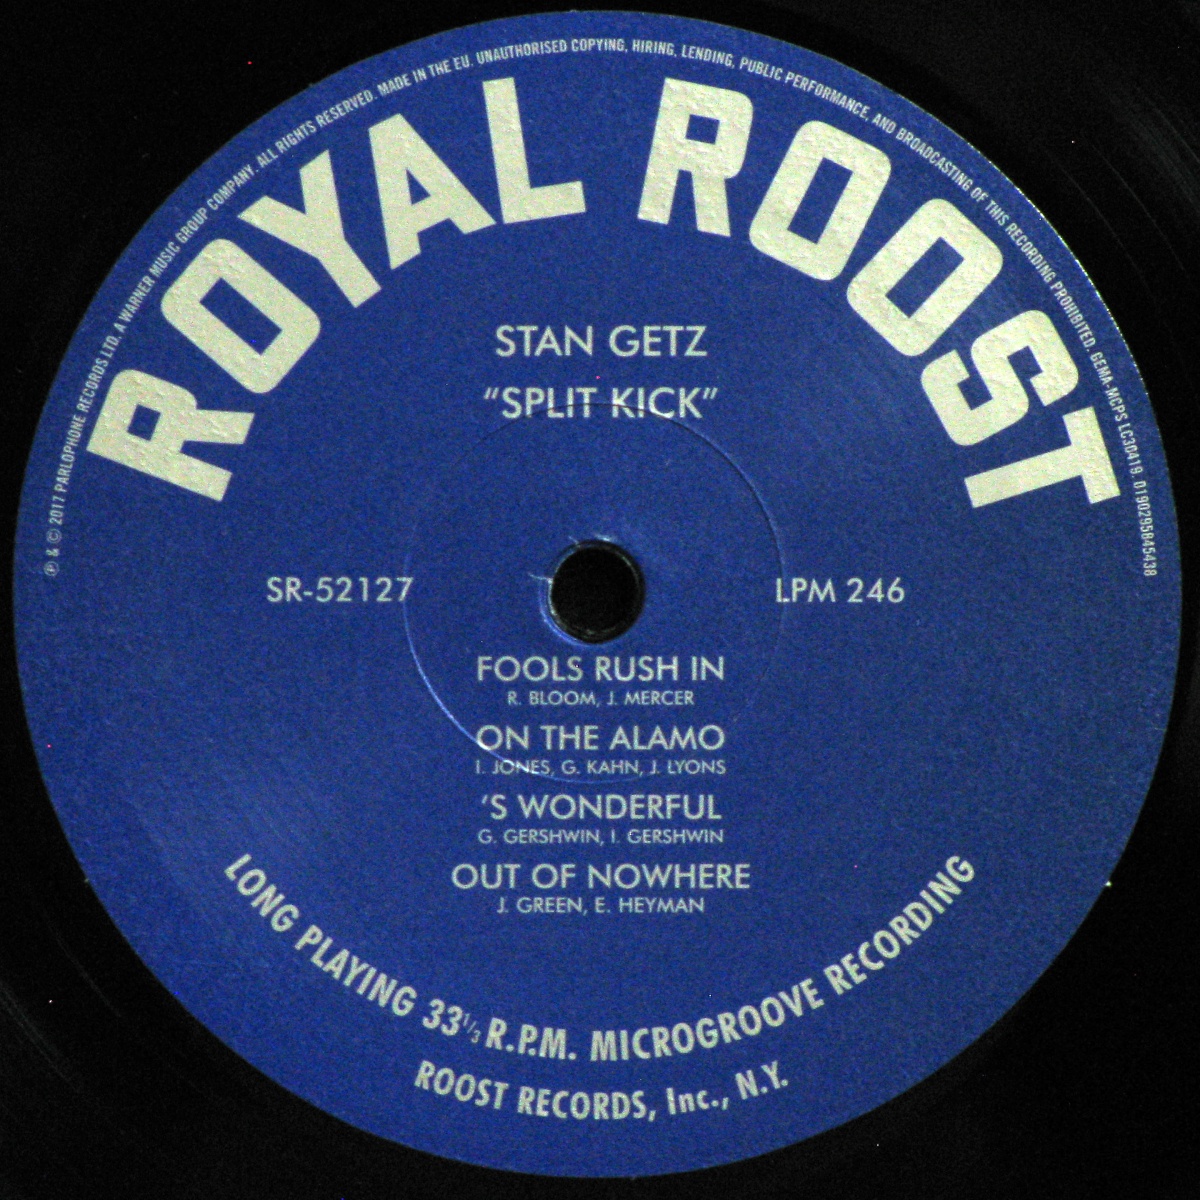 ℗ & © 2017 PARLOPHONE RECORDS LTD. A WARNER MUSIC GROUP COMPANY. ALL RIGHTS RESERVED. MADE IN THE EU. UNAUTHORISED COPYING, HIRING, LENDING, PUBLIC PERFORMANCE, AND BROADCASTING OF THIS RECORDING PROHIBITED. GEMA-MCPS LC30419. 0190295845438
ROYAL ROOST
STAN GETZ
“SPLIT KICK”
SR-52127
LPM 246
FOOLS RUSH IN
R. BLOOM, J. MERCER
ON THE ALAMO
I. JONES, G. KAHN, J. LYONS
‘S WONDERFUL
G. GERSHWIN, I. GERSHWIN
OUT OF NOWHERE
J. GREEN, E. HEYMAN
LONG PLAYING 33⅓ R.P.M. MICROGROOVE RECORDING
ROOST RECORDS, Inc., N.Y.